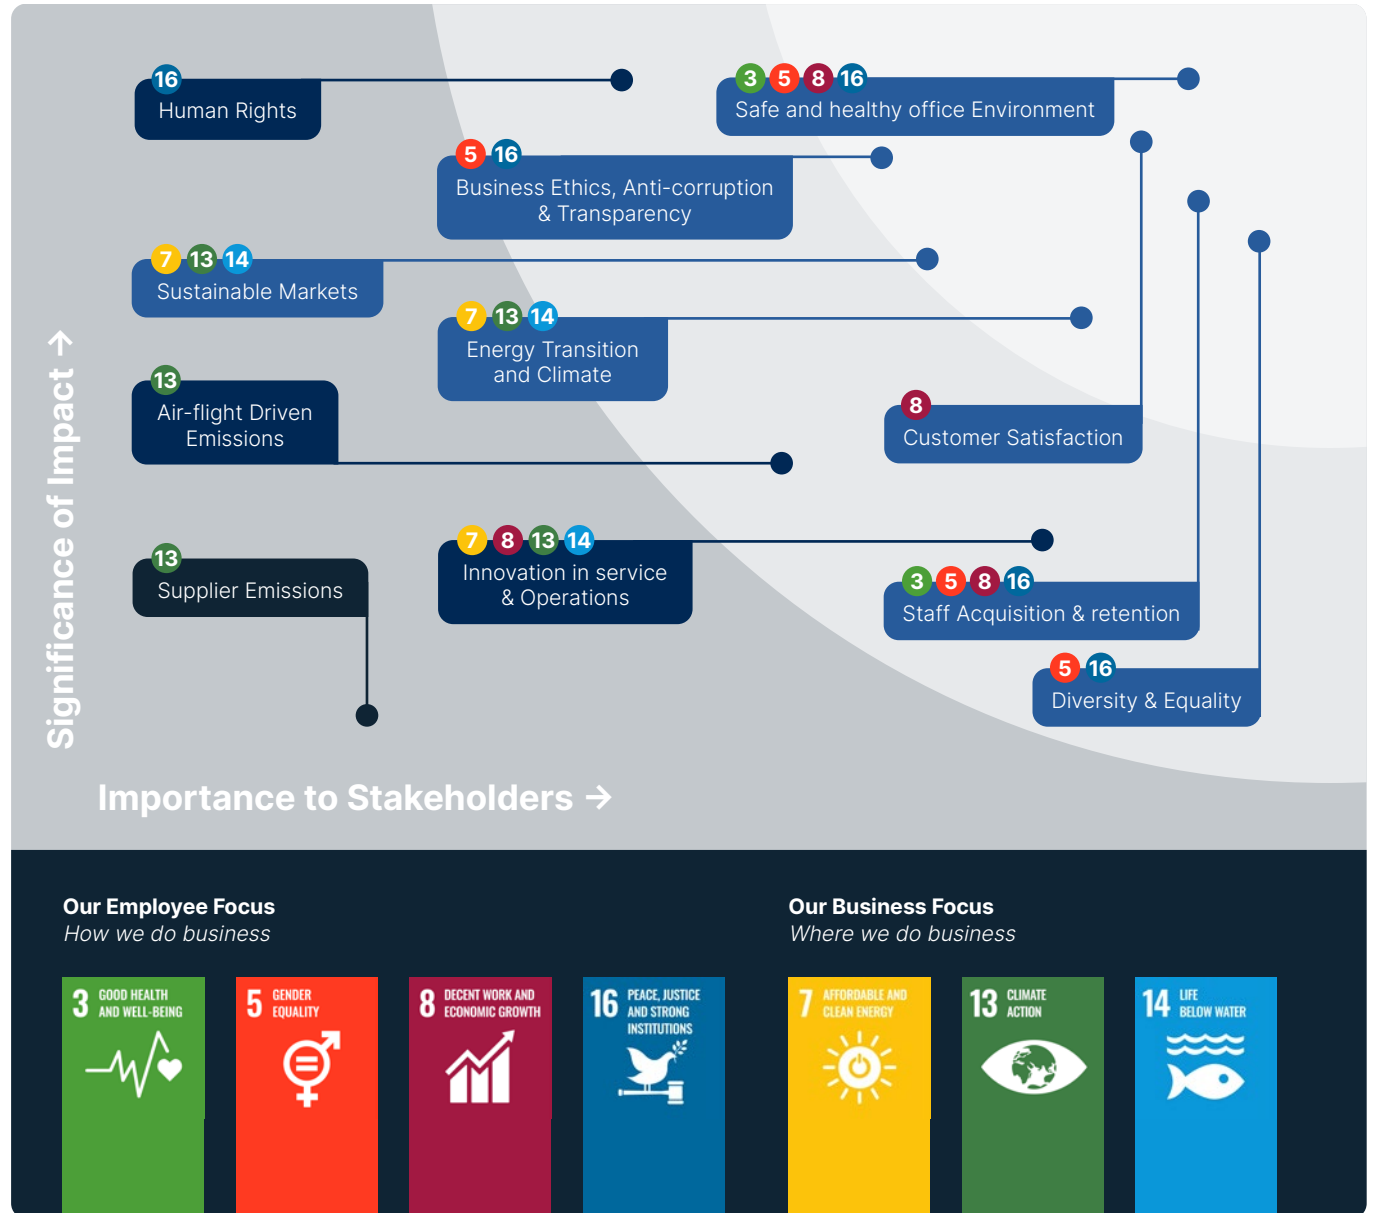 16
Human Rights
3 5 8 16
Safe and healthy office Environment
5 16
Business Ethics, Anti-corruption
& Transparency
7 13 14
Sustainable Markets
7 13 14
Energy Transition
and Climate
13
Air-flight Driven
Emissions
8
Customer Satisfaction
7 8 13 14
Innovation in service
& Operations
13
Supplier Emissions
3 5 8 16
Staff Acquisition & retention
5 16
Diversity & Equality
Significance of Impact →
Importance to Stakeholders →
Our Employee Focus
How we do business
3 GOOD HEALTH
AND WELL-BEING
5 GENDER
EQUALITY
8 DECENT WORK AND
ECONOMIC GROWTH
16 PEACE, JUSTICE
AND STRONG
INSTITUTIONS
Our Business Focus
Where we do business
7 AFFORDABLE AND
CLEAN ENERGY
13 CLIMATE
ACTION
14 LIFE
BELOW WATER